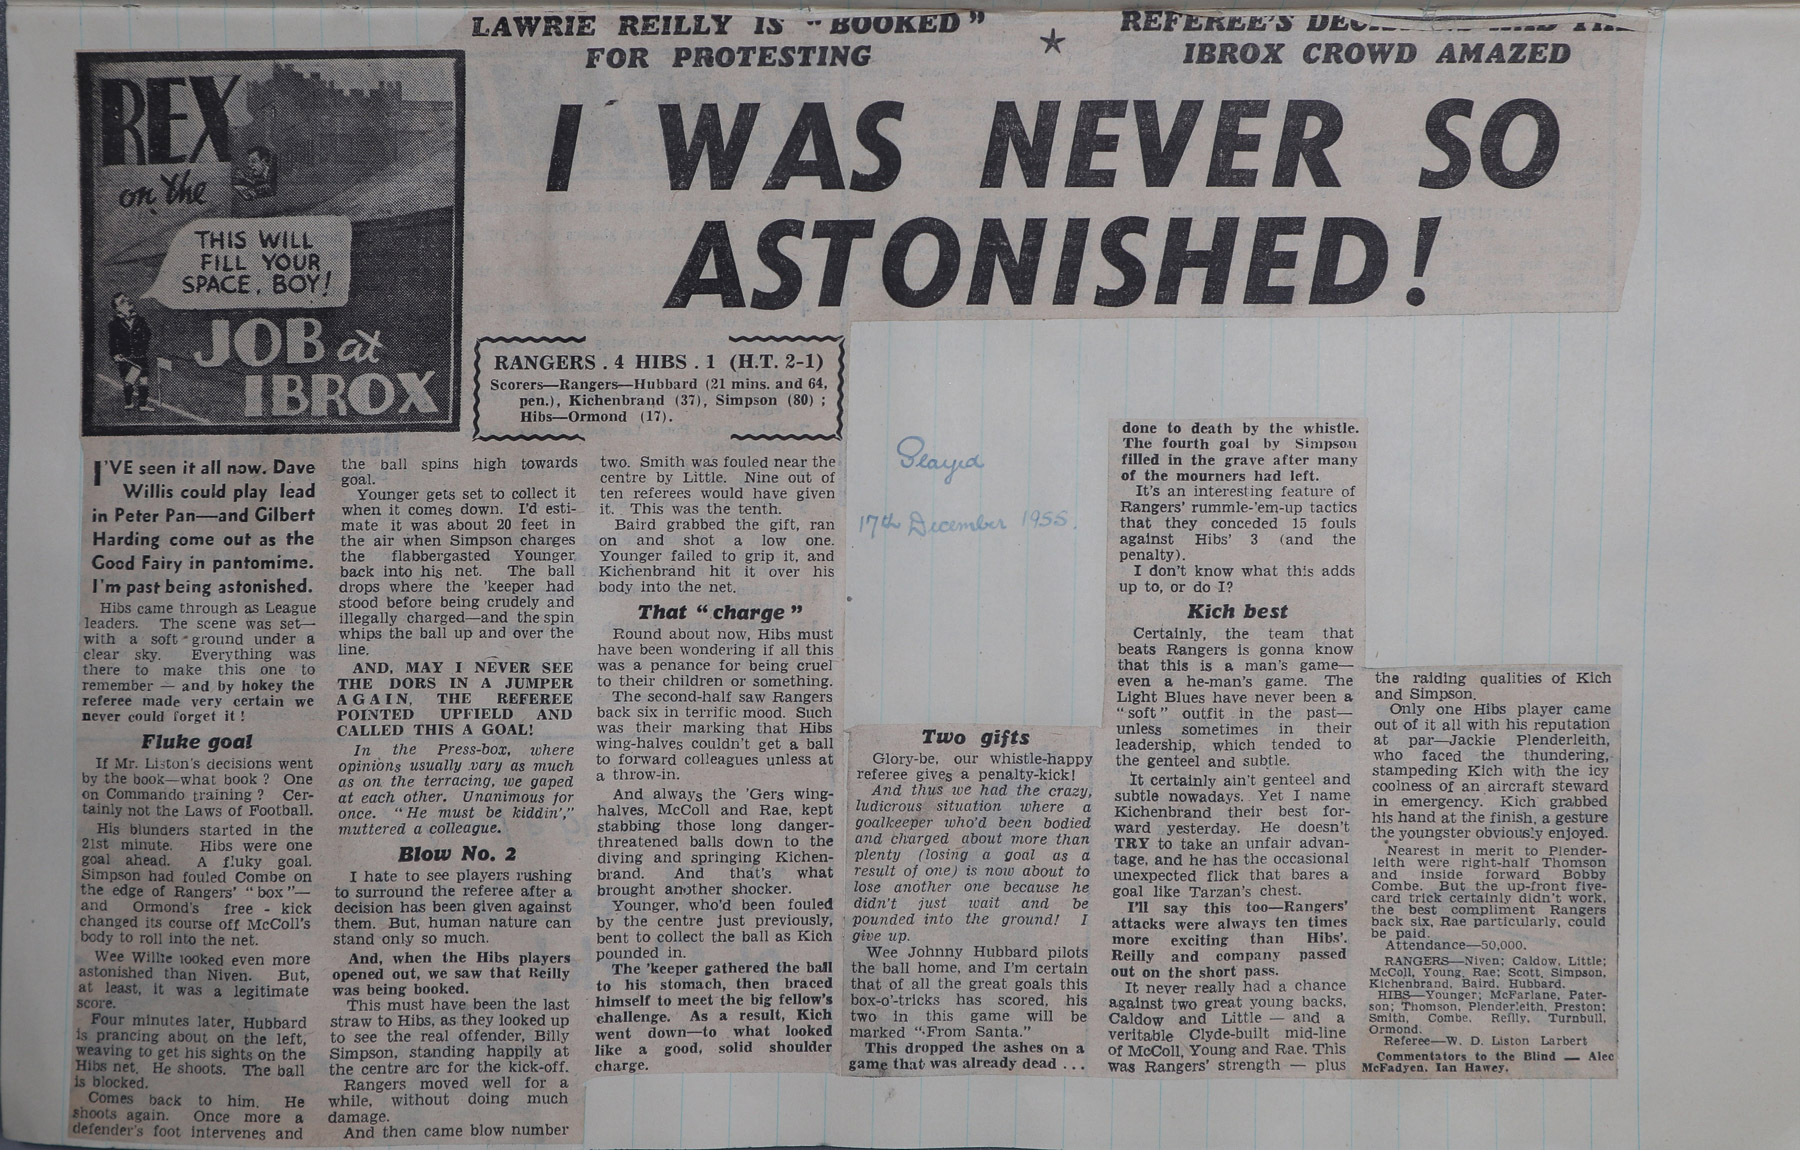 LAWRIE REILLY IS "BOOKED"
FOR PROTESTING
REFEREE'S
IBROX CROWD AMAZED
I WAS NEVER SO
ASTONISHED!
REX
on the
THIS WILL
FILL YOUR
SPACE, BOY!
JOB at
IBROX
RANGERS . 4 HIBS . 1 (H.T. 2-1)
Scorers—Rangers—Hubbard (21 mins. and 64,
pen.), Kichenbrand (37), Simpson (80) ;
Hibs—Ormond (17).
I'VE seen it all now. Dave
Willis could play lead
in Peter Pan—and Gilbert
Harding come out as the
Good Fairy in pantomime.
I'm past being astonished.
Hibs came through as League
leaders. The scene was set—
with a soft ground under a
clear sky. Everything was
there to make this one to
remember — and by hokey the
referee made very certain we
never could forget it !
Fluke goal
If Mr. Liston's decisions went
by the book—what book ? One
on Commando training ? Cer-
tainly not the Laws of Football.
His blunders started in the
21st minute. Hibs were one
goal ahead. A fluky goal.
Simpson had fouled Combe on
the edge of Rangers' "box"—
and Ormond's free-kick
changed its course off McColl's
body to roll into the net.
Wee Willie looked even more
astonished than Niven. But,
at least, it was a legitimate
score.
Four minutes later, Hubbard
is prancing about on the left,
weaving to get his sights on the
Hibs net. He shoots. The ball
is blocked.
Comes back to him. He
shoots again. Once more a
defender's foot intervenes and
the ball spins high towards
goal.
Younger gets set to collect it
when it comes down. I'd esti-
mate it was about 20 feet in
the air when Simpson charges
the flabbergasted Younger
back into his net. The ball
drops where the 'keeper had
stood before being crudely and
illegally charged—and the spin
whips the ball up and over the
line.
AND, MAY I NEVER SEE
THE DORS IN A JUMPER
AGAIN, THE REFEREE
POINTED UPFIELD AND
CALLED THIS A GOAL!
In the Press-box, where
opinions usually vary as much
as on the terracing, we gaped
at each other. Unanimous for
once. "He must be kiddin',"
muttered a colleague.
Blow No. 2
I hate to see players rushing
to surround the referee after a
decision has been given against
them. But, human nature can
stand only so much.
And, when the Hibs players
opened out, we saw that Reilly
was being booked.
This must have been the last
straw to Hibs, as they looked up
to see the real offender, Billy
Simpson, standing happily at
the centre arc for the kick-off.
Rangers moved well for a
while, without doing much
damage.
And then came blow number
two. Smith was fouled near the
centre by Little. Nine out of
ten referees would have given
it. This was the tenth.
Baird grabbed the gift, ran
on and shot a low one.
Younger failed to grip it, and
Kichenbrand hit it over his
body into the net.
That "charge"
Round about now, Hibs must
have been wondering if all this
was a penance for being cruel
to their children or something.
The second-half saw Rangers
back six in terrific mood. Such
was their marking that Hibs
wing-halves couldn't get a ball
to forward colleagues unless at
a throw-in.
And always the 'Gers wing-
halves, McColl and Rae, kept
stabbing those long danger-
threatened balls down to the
diving and springing Kichen-
brand. And that's what
brought another shocker.
Younger, who'd been fouled
by the centre just previously,
bent to collect the ball as Kich
pounded in.
The 'keeper gathered the ball
to his stomach, then braced
himself to meet the big fellow's
challenge. As a result, Kich
went down—to what looked
like a good, solid shoulder
charge.
Played
17th December 1955.
Two gifts
Glory-be, our whistle-happy
referee gives a penalty-kick!
And thus we had the crazy,
ludicrous situation where a
goalkeeper who'd been bodied
and charged about more than
plenty (losing a goal as a
result of one) is now about to
lose another one because he
didn't just wait and be
pounded into the ground! I
give up.
Wee Johnny Hubbard pilots
the ball home, and I'm certain
that of all the great goals this
box-o'-tricks has scored, his
two in this game will be
marked "From Santa."
This dropped the ashes on a
game that was already dead . . .
done to death by the whistle.
The fourth goal by Simpson
filled in the grave after many
of the mourners had left.
It's an interesting feature of
Rangers' rummle-'em-up tactics
that they conceded 15 fouls
against Hibs' 3 (and the
penalty).
I don't know what this adds
up to, or do I?
Kich best
Certainly, the team that
beats Rangers is gonna know
that this is a man's game—
even a he-man's game. The
Light Blues have never been a
"soft" outfit in the past—
unless sometimes in their
leadership, which tended to
the genteel and subtle.
It certainly ain't genteel and
subtle nowadays. Yet I name
Kichenbrand their best for-
ward yesterday. He doesn't
TRY to take an unfair advan-
tage, and he has the occasional
unexpected flick that bares a
goal like Tarzan's chest.
I'll say this too—Rangers'
attacks were always ten times
more exciting than Hibs'.
Reilly and company passed
out on the short pass.
It never really had a chance
against two great young backs,
Caldow and Little — and a
veritable Clyde-built mid-line
of McColl, Young and Rae. This
was Rangers' strength — plus
the raiding qualities of Kich
and Simpson.
Only one Hibs player came
out of it all with his reputation
at par—Jackie Plenderleith,
who faced the thundering,
stampeding Kich with the icy
coolness of an aircraft steward
in emergency. Kich grabbed
his hand at the finish, a gesture
the youngster obviously enjoyed.
Nearest in merit to Plender-
leith were right-half Thomson
and inside forward Bobby
Combe. But the up-front five-
card trick certainly didn't work,
the best compliment Rangers
back six, Rae particularly, could
be paid.
Attendance—50,000.
RANGERS—Niven; Caldow, Little;
McColl, Young, Rae; Scott, Simpson,
Kichenbrand, Baird, Hubbard.
HIBS—Younger; McFarlane, Pater-
son; Thomson, Plenderleith, Preston;
Smith, Combe, Reilly, Turnbull,
Ormond.
Referee—W. D. Liston Larbert
Commentators to the Blind — Alec
McFadyen, Ian Hawey.